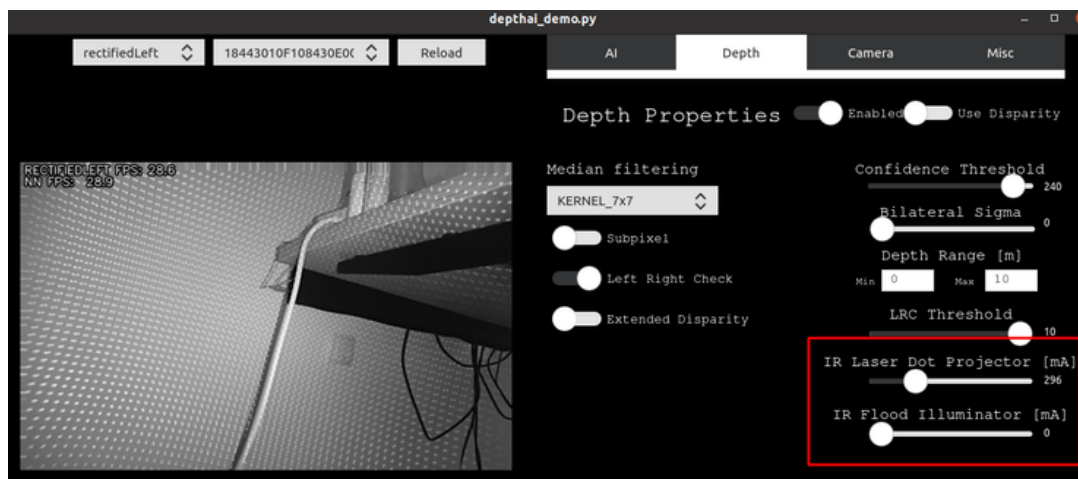 depthai_demo.py
rectifiedLeft
18443010F108430E0(
Reload
AI
Depth
Camera
Misc
Depth Properties
Enabled
Use Disparity
RECTIFIEDLEFT FPS: 28.6
NN FPS: 28.9
Median filtering
KERNEL_7x7
Subpixel
Left Right Check
Extended Disparity
Confidence Threshold
240
Bilateral Sigma
0
Depth Range [m]
Min 0 Max 10
LRC Threshold
10
IR Laser Dot Projector [mA]
296
IR Flood Illuminator [mA]
0